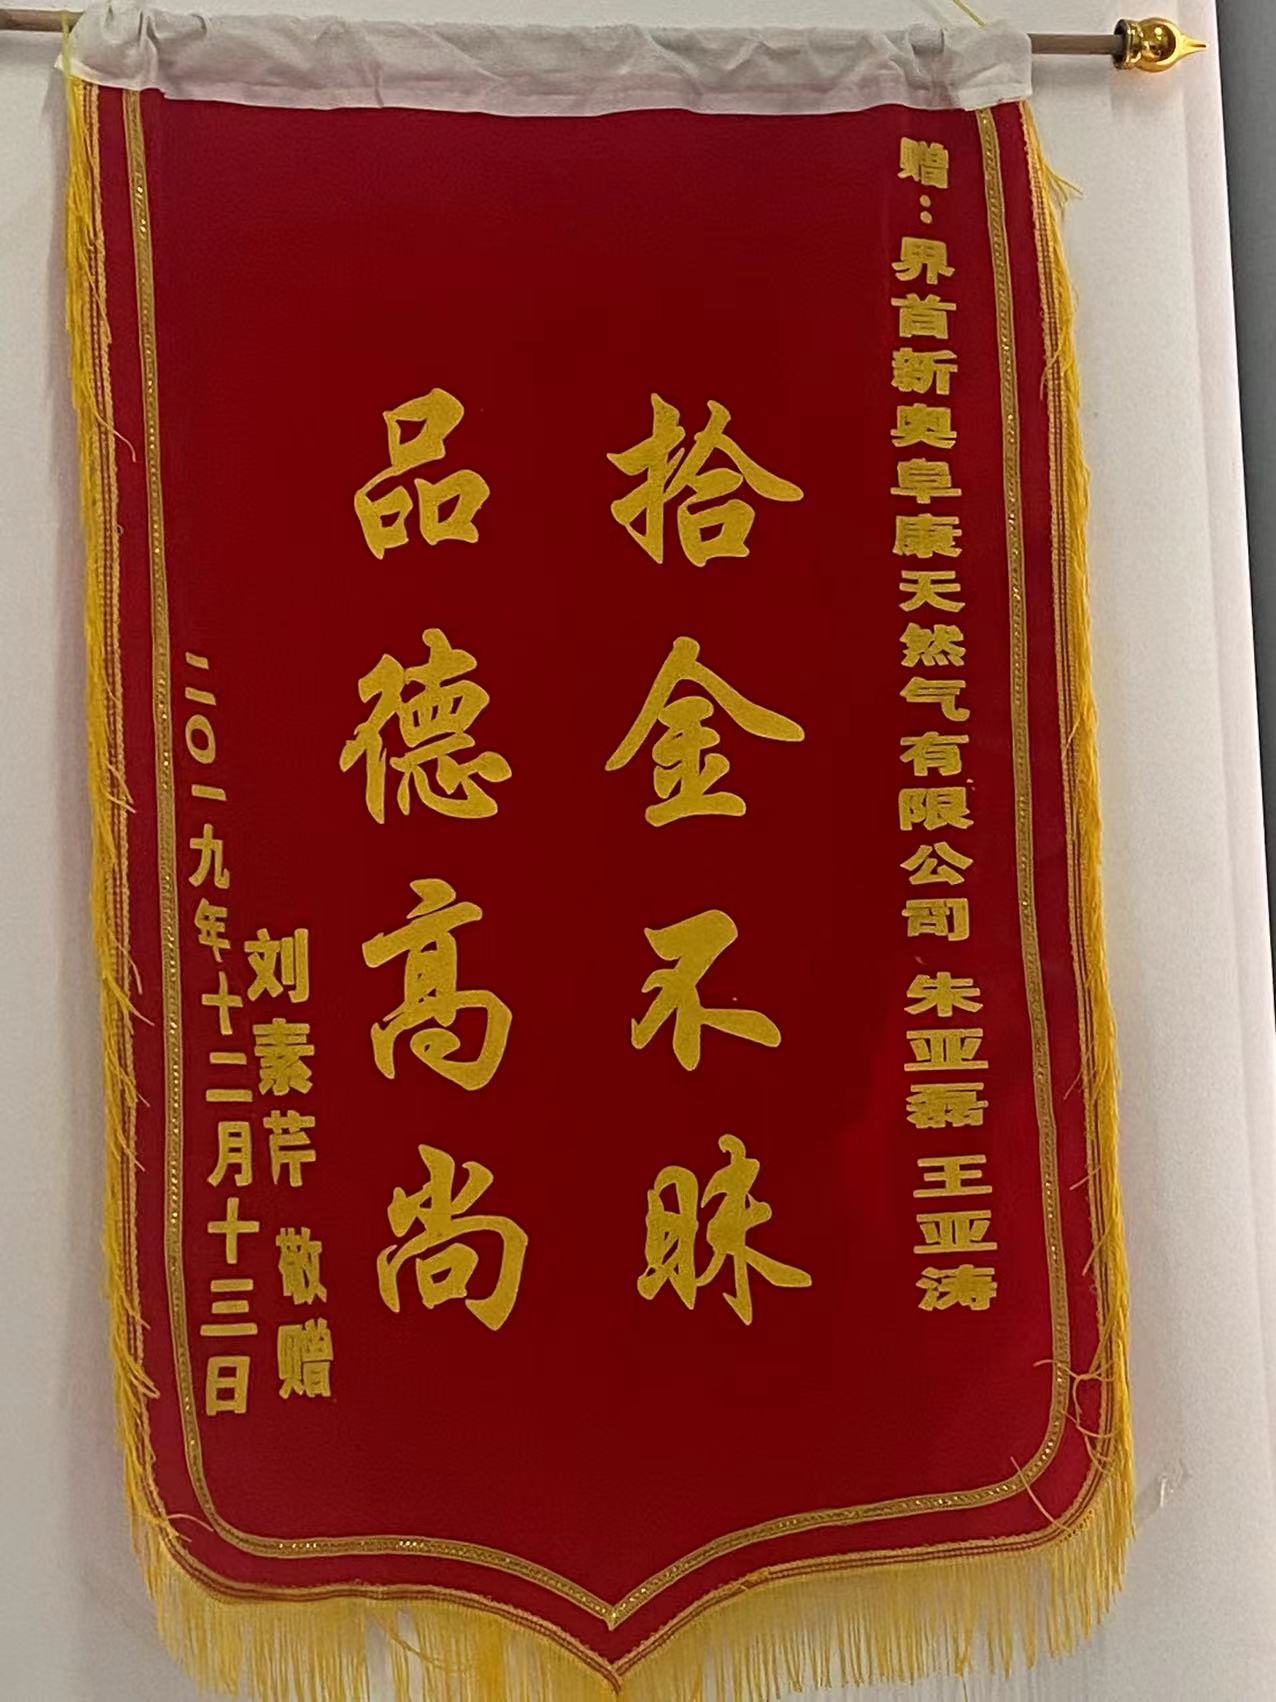 赠：界首新奥阜康天然气有限公司 朱亚磊 王亚涛
拾金不昧
品德高尚
刘素芹 敬赠
二〇一九年十二月十三日